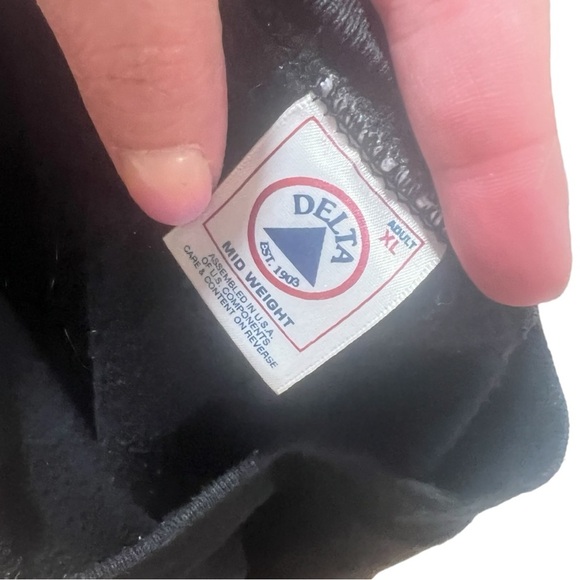 ADULT
XL
DELTA
EST. 1903
MID WEIGHT
ASSEMBLED IN U.S.A.
OF U.S. COMPONENTS
CARE & CONTENT ON REVERSE